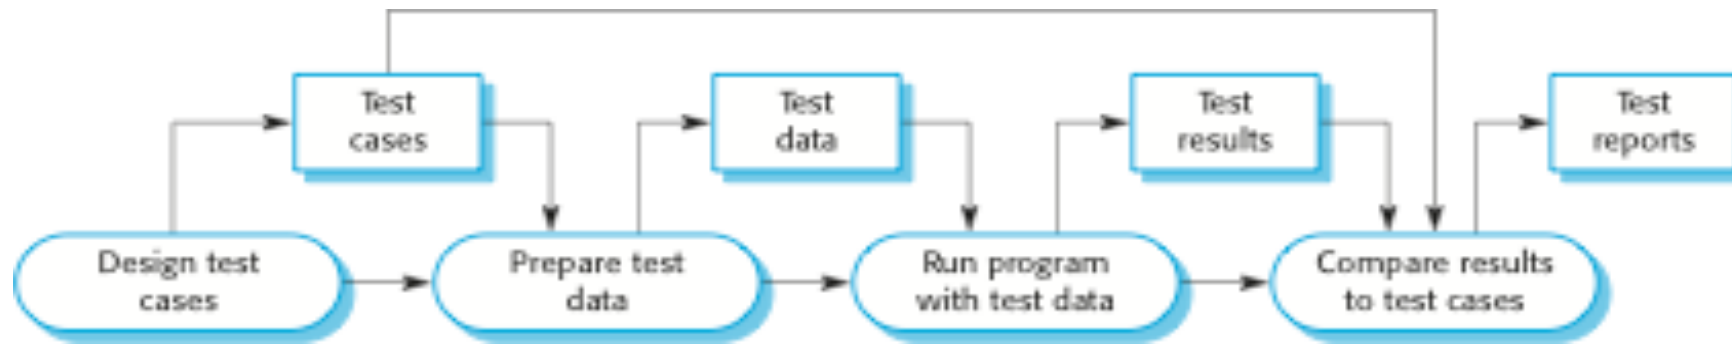 Test
cases
Test
data
Test
results
Test
reports
Design test
cases
Prepare test
data
Run program
with test data
Compare results
to test cases